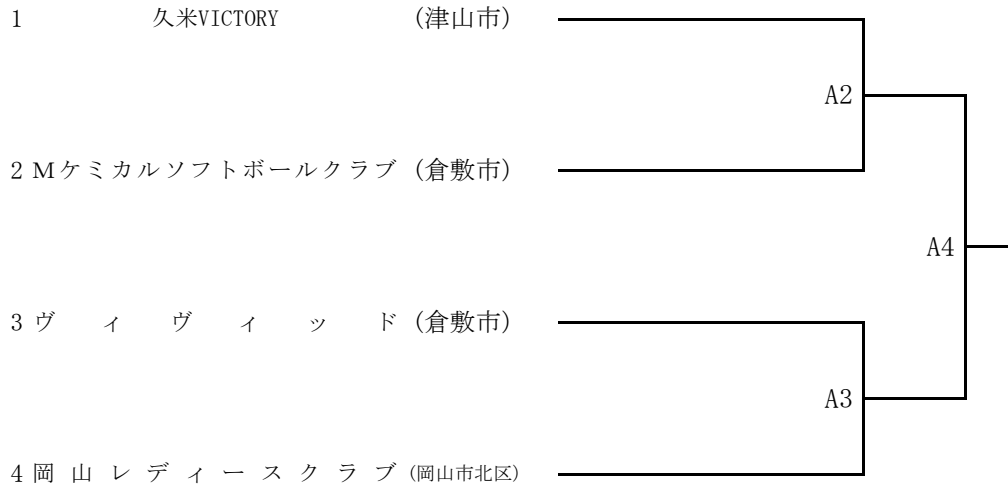 1 久米VICTORY (津山市)
A2
2 Mケミカルソフトボールクラブ (倉敷市)
A4
3 ヴィヴィッド (倉敷市)
A3
4 岡山レディースクラブ (岡山市北区)